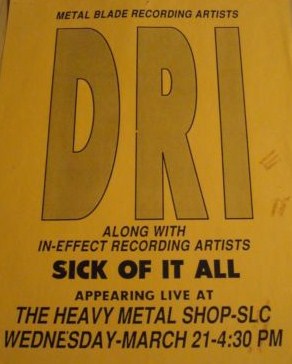 METAL BLADE RECORDING ARTISTS
DRI
ALONG WITH
IN-EFFECT RECORDING ARTISTS
SICK OF IT ALL
APPEARING LIVE AT
THE HEAVY METAL SHOP-SLC
WEDNESDAY-MARCH 21-4:30 PM